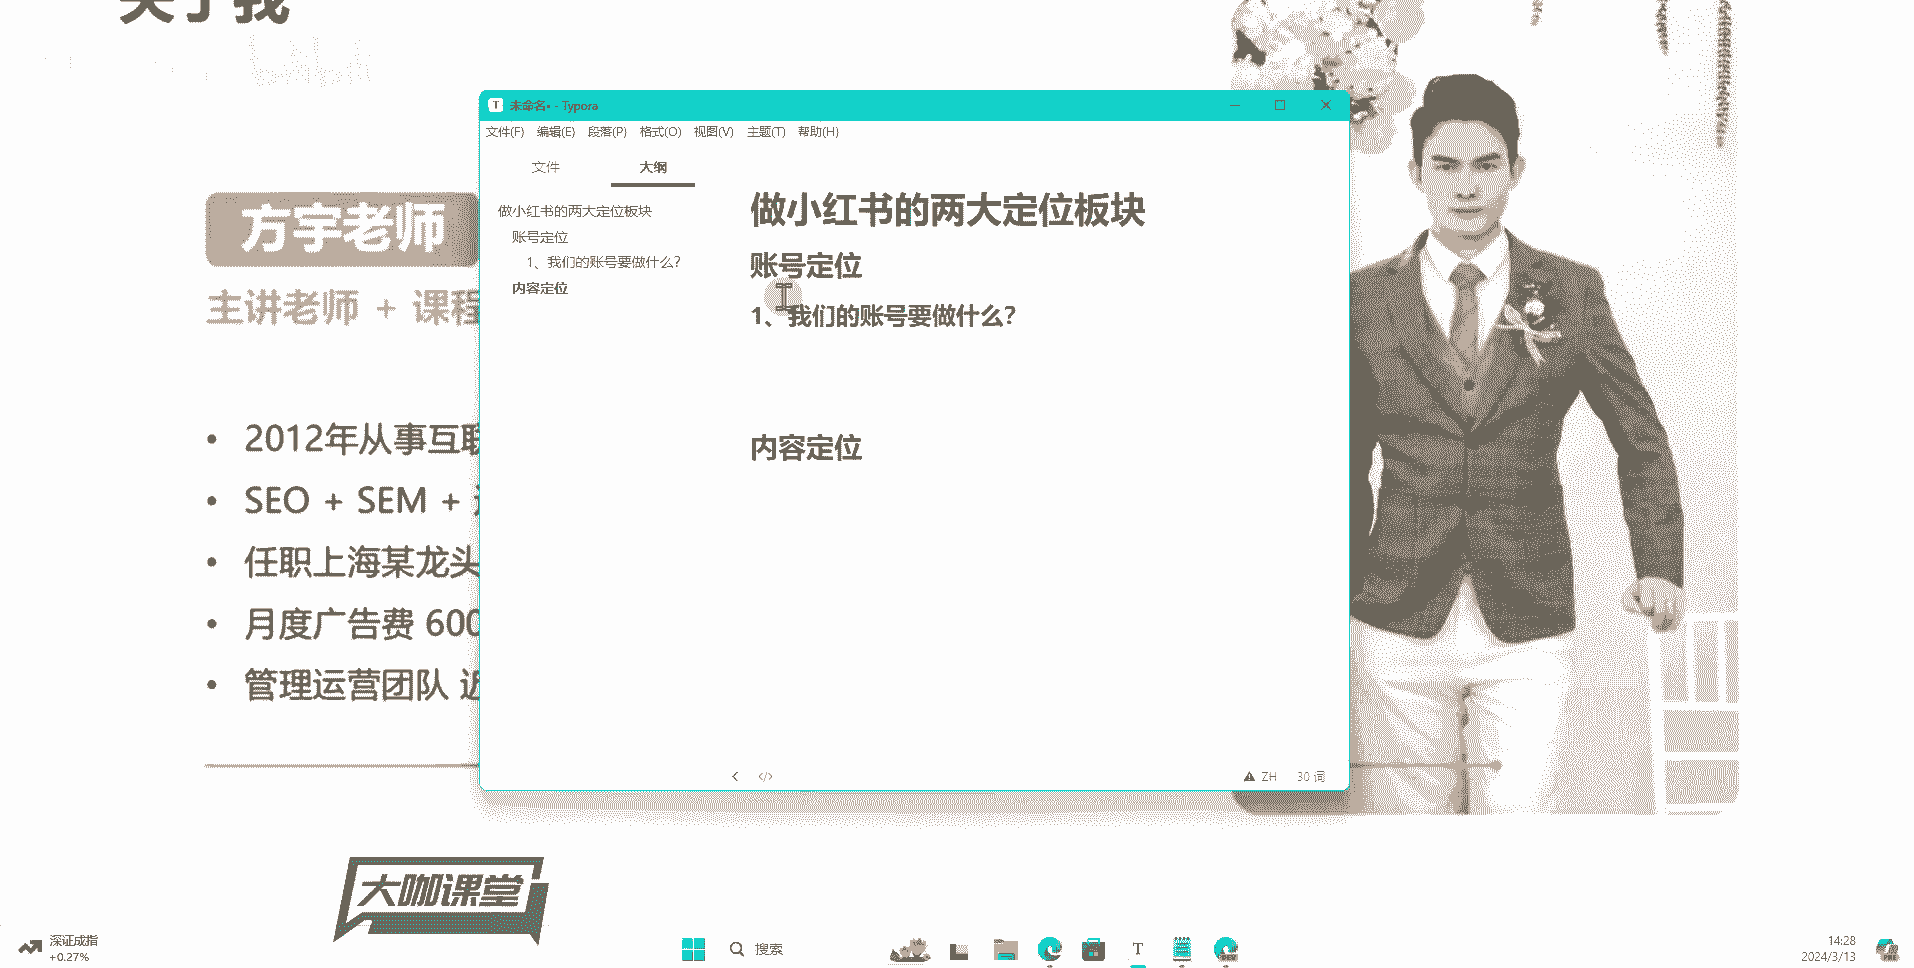 关于我
bilibili
方宇老师
主讲老师 + 课程
• 2012年从事互联
• SEO + SEM +
• 任职上海某龙头
• 月度广告费 600
• 管理运营团队 近
未命名• - Typora
文件(F) 编辑(E) 段落(P) 格式(O) 视图(V) 主题(T) 帮助(H)
文件 大纲
做小红书的两大定位板块
账号定位
1、我们的账号要做什么?
内容定位
做小红书的两大定位板块
账号定位
1、我们的账号要做什么?
内容定位
</> ZH 30 词
大咖课堂
深证成指
+0.27%
搜索
14:28
2024/3/13